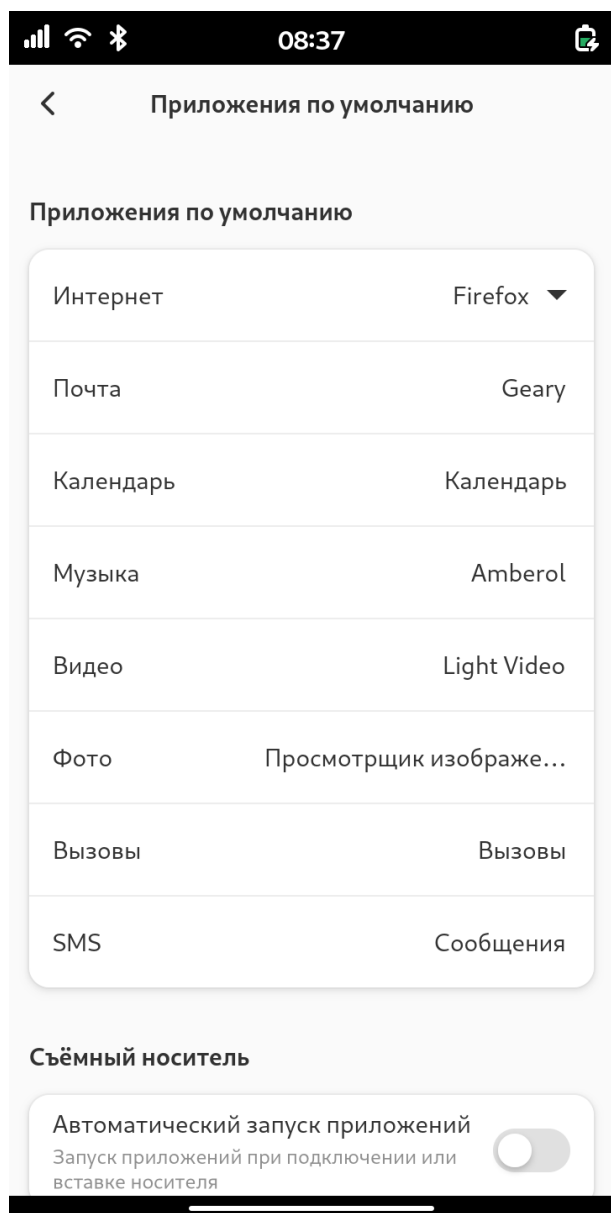 08:37
Приложения по умолчанию
Приложения по умолчанию
Интернет Firefox
Почта Geary
Календарь Календарь
Музыка Amberol
Видео Light Video
Фото Просмотрщик изображе...
Вызовы Вызовы
SMS Сообщения
Съёмный носитель
Автоматический запуск приложений
Запуск приложений при подключении или
вставке носителя